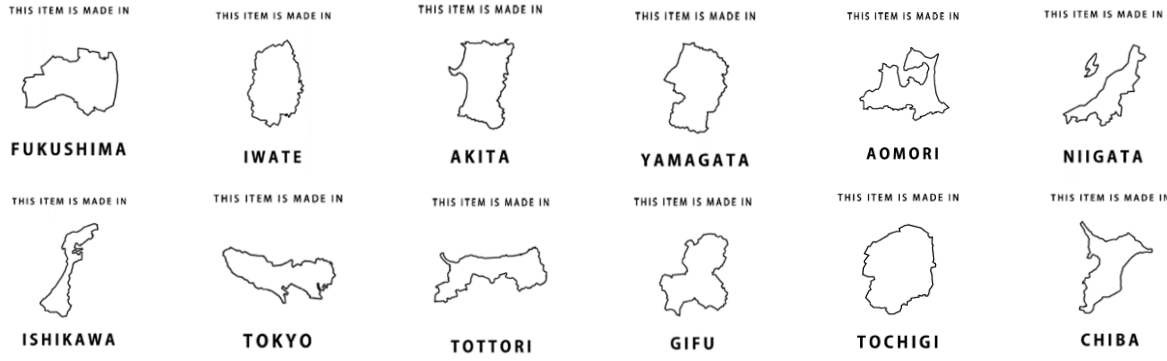 THIS ITEM IS MADE IN
FUKUSHIMA
THIS ITEM IS MADE IN
IWATE
THIS ITEM IS MADE IN
AKITA
THIS ITEM IS MADE IN
YAMAGATA
THIS ITEM IS MADE IN
AOMORI
THIS ITEM IS MADE IN
NIIGATA
THIS ITEM IS MADE IN
ISHIKAWA
THIS ITEM IS MADE IN
TOKYO
THIS ITEM IS MADE IN
TOTTORI
THIS ITEM IS MADE IN
GIFU
THIS ITEM IS MADE IN
TOCHIGI
THIS ITEM IS MADE IN
CHIBA